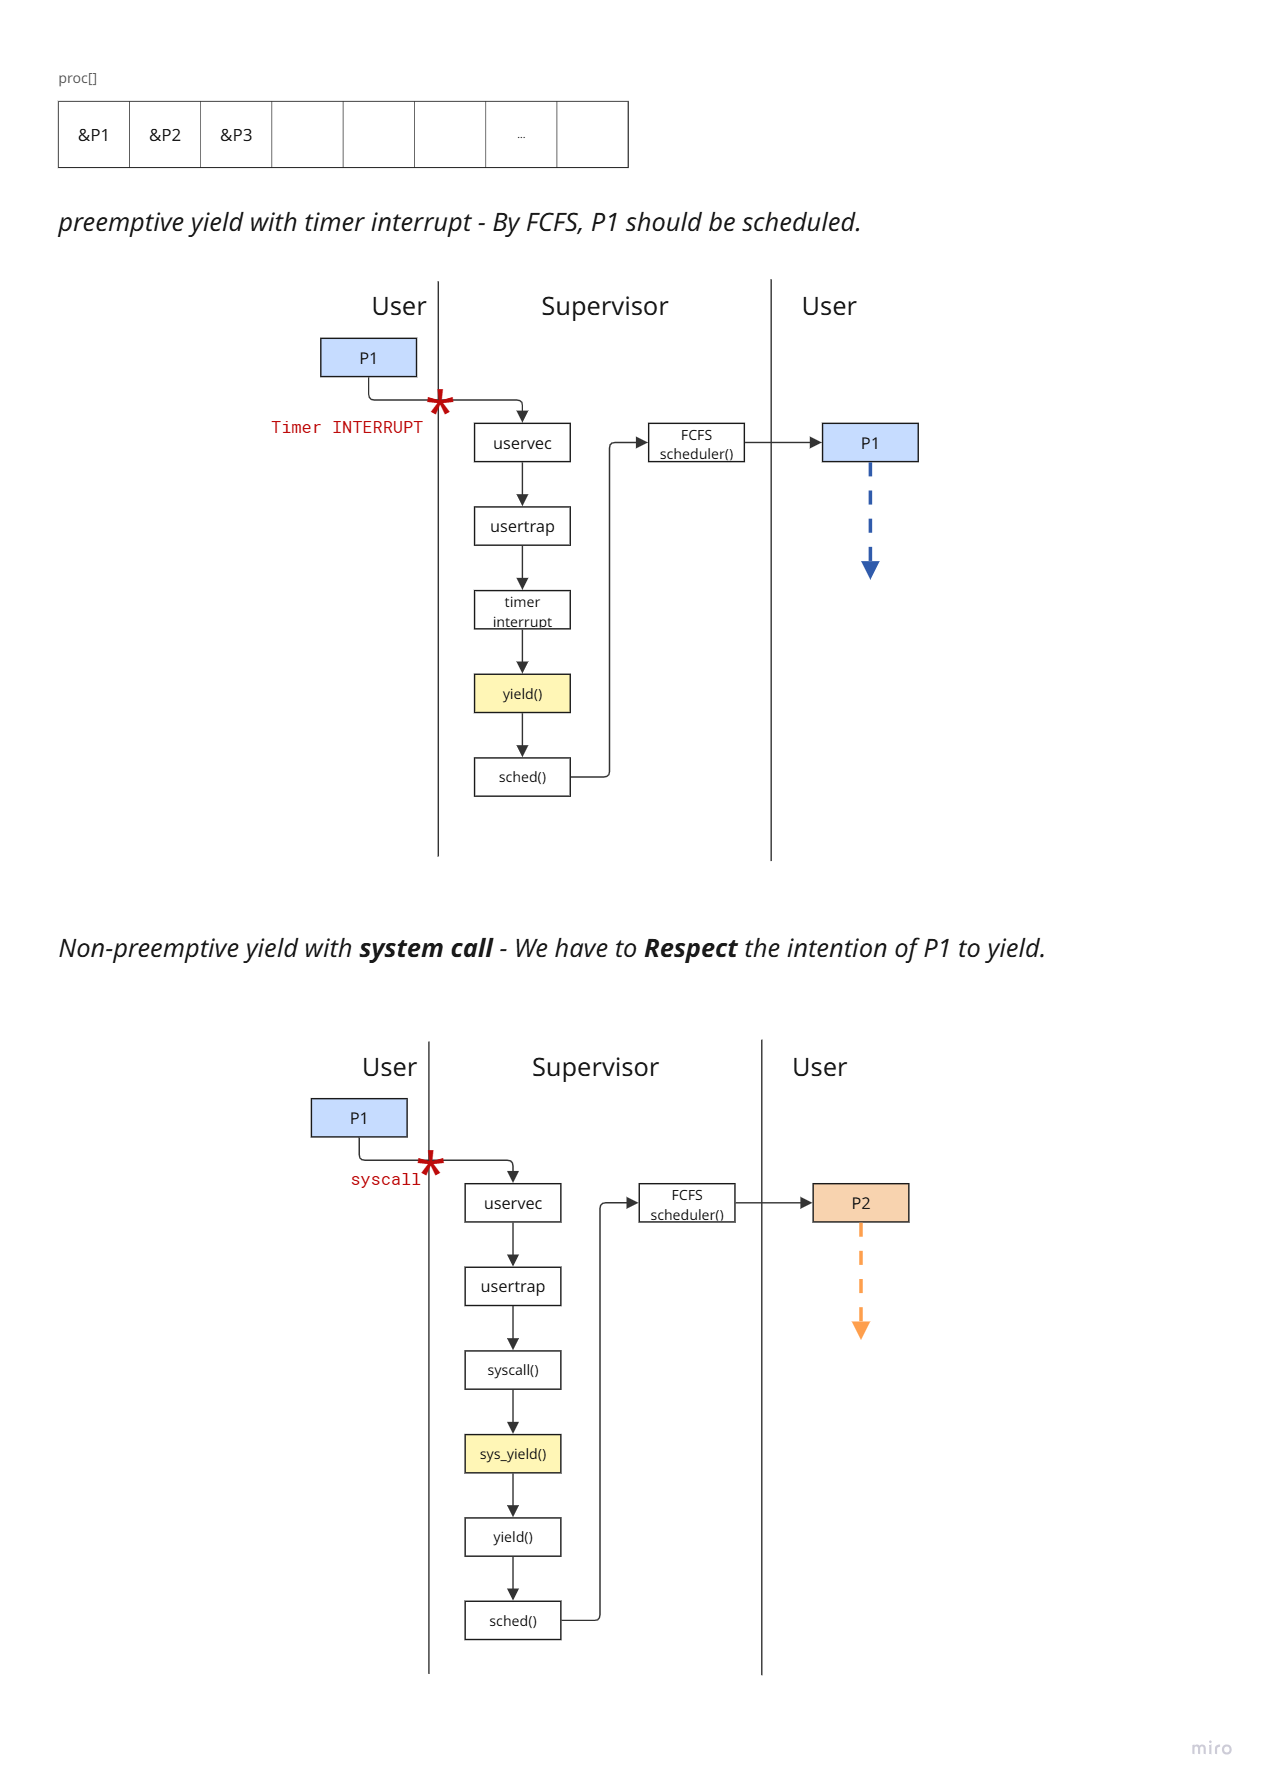 proc[]
&P1 &P2 &P3 ...
preemptive yield with timer interrupt - By FCFS, P1 should be scheduled.
User Supervisor User
P1
Timer INTERRUPT
uservec
FCFS
scheduler()
P1
usertrap
timer
interrupt
yield()
sched()
Non-preemptive yield with system call - We have to Respect the intention of P1 to yield.
User Supervisor User
P1
syscall
uservec
FCFS
scheduler()
P2
usertrap
syscall()
sys_yield()
yield()
sched()
miro